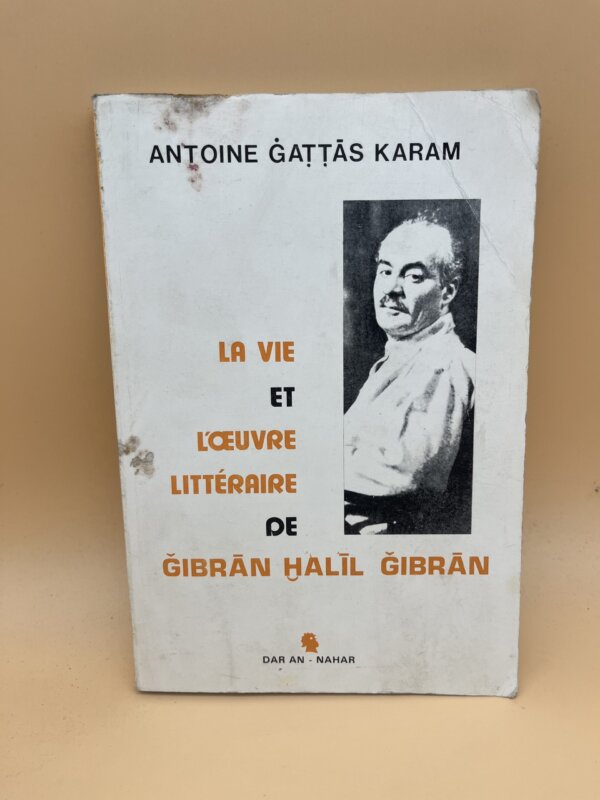 ANTOINE ĠAṬṬĀS KARAM
LA VIE
ET
L'ŒUVRE
LITTÉRAIRE
DE
ǦIBRĀN ḪALĪL ǦIBRĀN
DAR AN - NAHAR